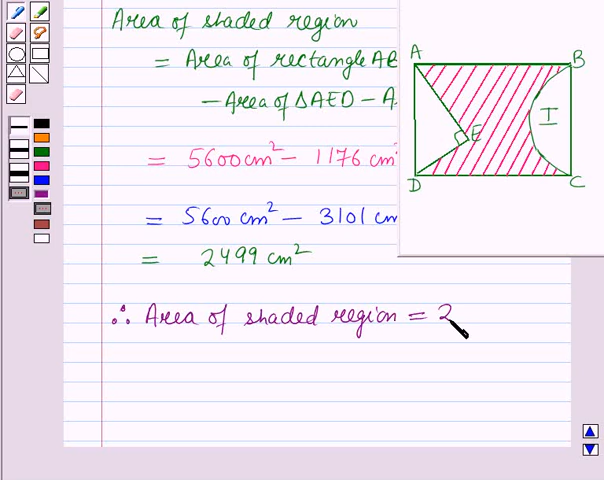 Area of shaded region
= Area of rectangle AB
- Area of ΔAED - A
= 5600 cm² - 1176 cm²
= 5600 cm² - 3101 cm
= 2499 cm²
∴ Area of shaded region = 2
A
B
I
E
D
C